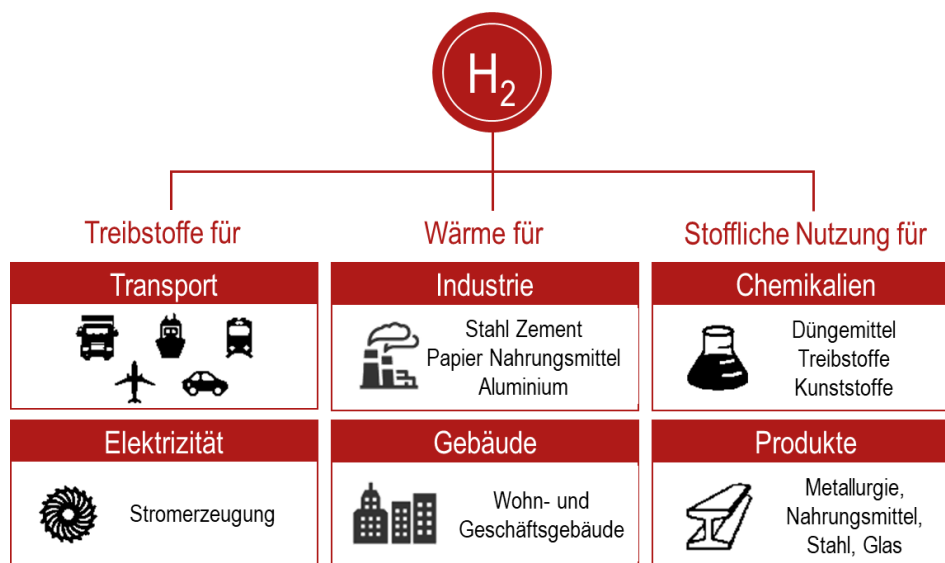 H₂
Treibstoffe für
Wärme für
Stoffliche Nutzung für
Transport
Industrie
Stahl Zement
Papier Nahrungsmittel
Aluminium
Chemikalien
Düngemittel
Treibstoffe
Kunststoffe
Elektrizität
Stromerzeugung
Gebäude
Wohn- und
Geschäftsgebäude
Produkte
Metallurgie,
Nahrungsmittel,
Stahl, Glas